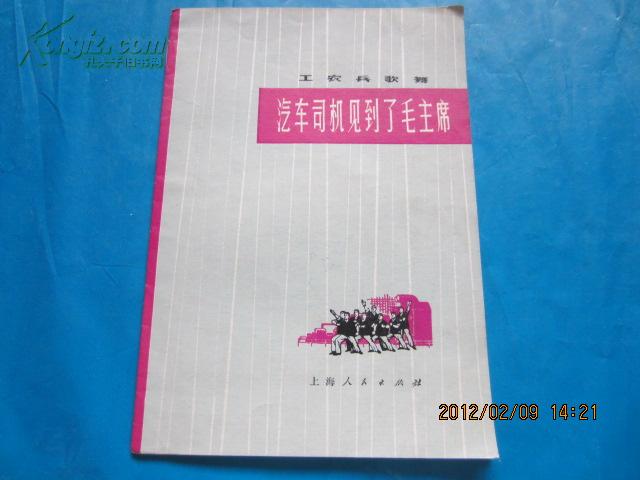 Kongfz.com
孔夫子旧书网
工农兵歌舞
汽车司机见到了毛主席
上海人民出版社
2012/02/09 14:21